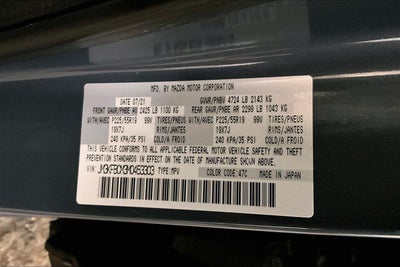 MFD. BY MAZDA MOTOR CORPORATION
DATE 07/21 GVWR/PNBV 4724 LB 2143 KG
FRONT GAWR/PNBE AV 2425 LB 1100 KG REAR GAWR/PNBE AR 2299 LB 1043 KG
WITH/AVEC P225/55R19 99V TIRES/PNEUS WITH/AVEC P225/55R19 99V TIRES/PNEUS
19X7J RIMS/JANTES 19X7J RIMS/JANTES
240 KPA/35 PSI COLD/A FROID 240 KPA/35 PSI COLD/A FROID
THIS VEHICLE CONFORMS TO ALL APPLICABLE FEDERAL MOTOR VEHICLE SAFETY AND THEFT
PREVENTION STANDARDS IN EFFECT ON THE DATE OF MANUFACTURE SHOWN ABOVE.
VIN: TYPE: MPV
COLOR CODE: 47C MADE IN JAPAN